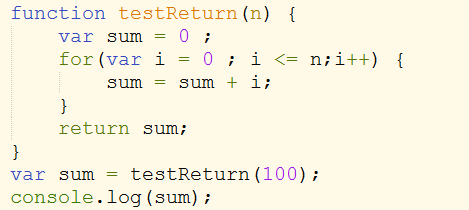 function testReturn(n) {
    var sum = 0 ;
    for(var i = 0 ; i <= n;i++) {
        sum = sum + i;
    }
    return sum;
}
var sum = testReturn(100);
console.log(sum);